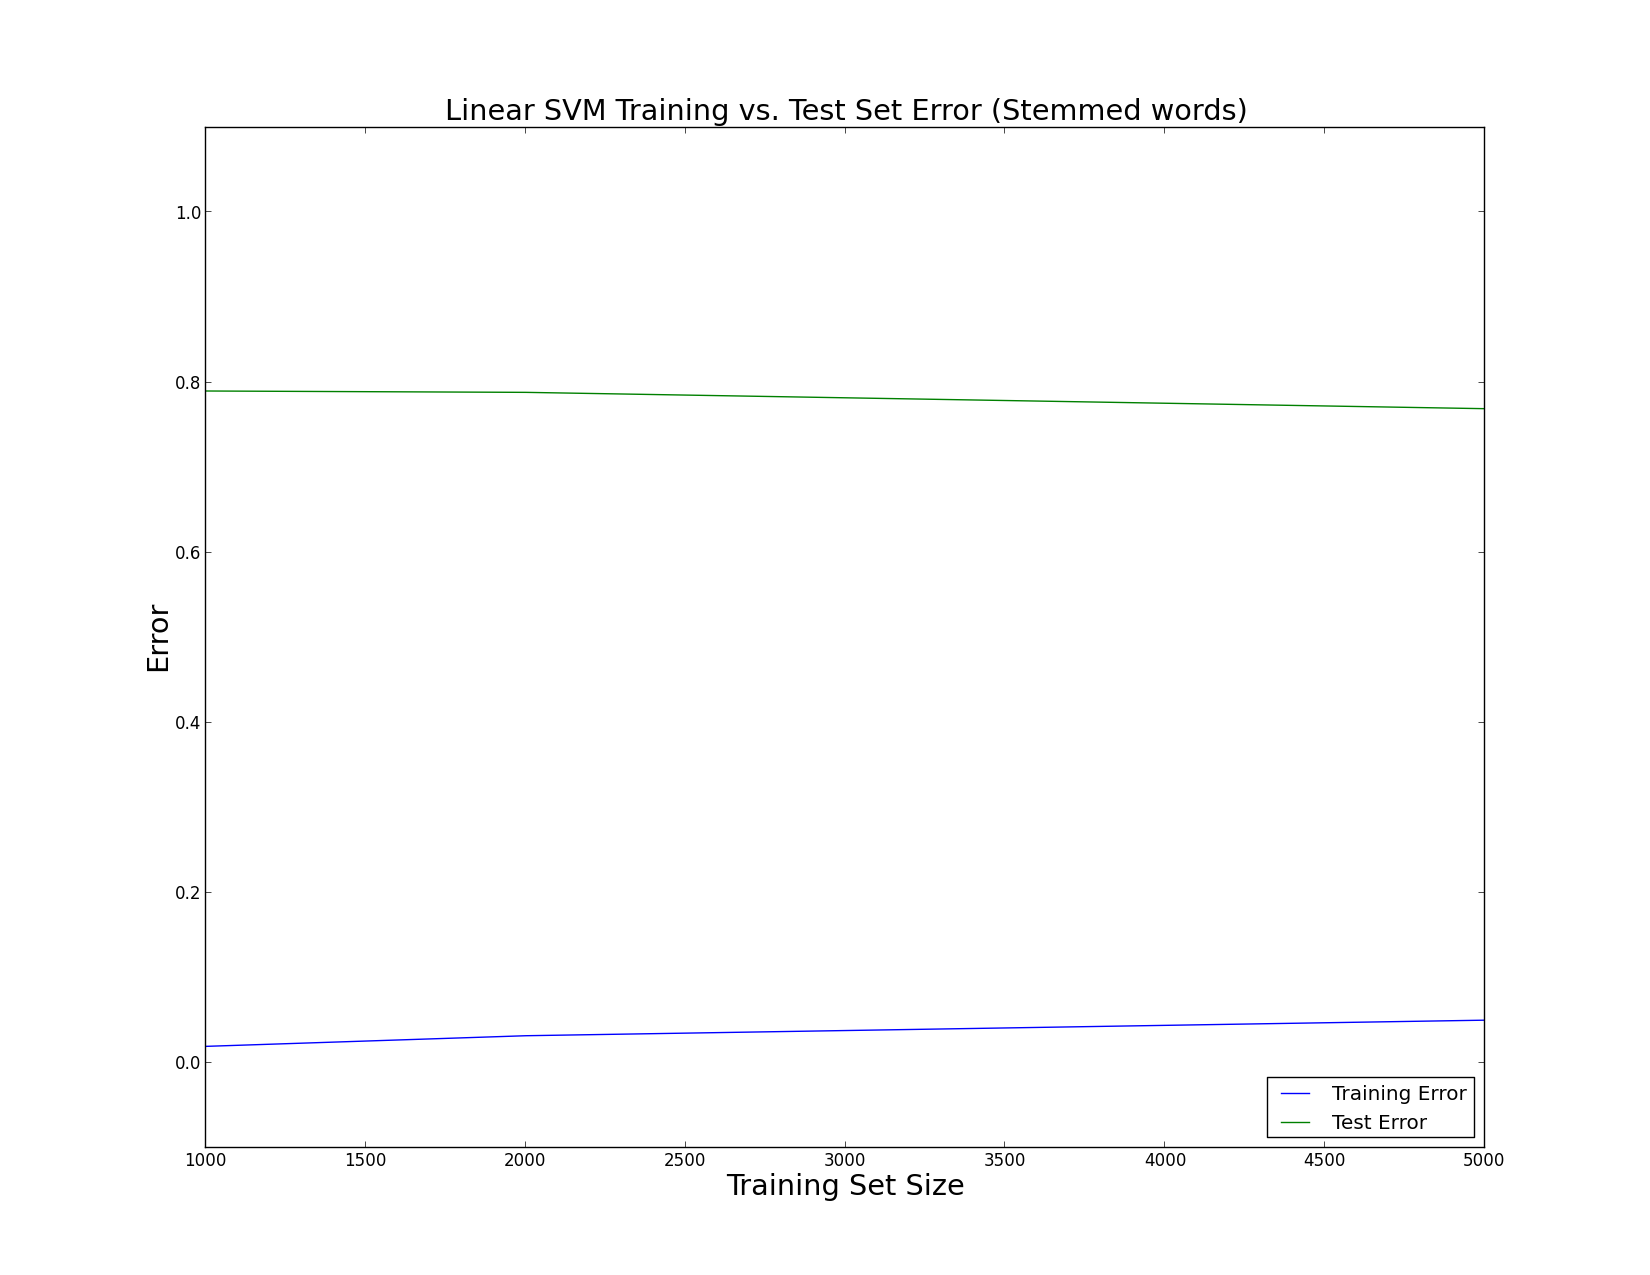 Linear SVM Training vs. Test Set Error (Stemmed words)
1.0
0.8
0.6
0.4
0.2
0.0
Error
1000 1500 2000 2500 3000 3500 4000 4500 5000
Training Set Size
Training Error
Test Error